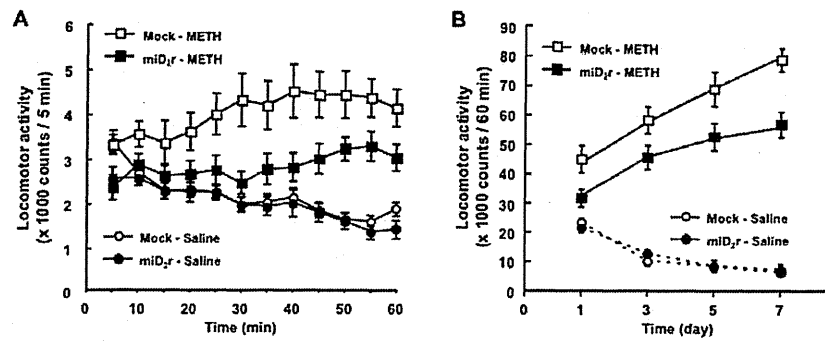 A
Locomotor activity
(x 1000 counts / 5 min)
6
5
4
3
2
1
0
Mock - METH
miD₂r - METH
Mock - Saline
miD₂r - Saline
0 10 20 30 40 50 60
Time (min)
B
Locomotor activity
(x 1000 counts / 60 min)
90
80
70
60
50
40
30
20
10
0
Mock - METH
miD₂r - METH
Mock - Saline
miD₂r - Saline
0 1 3 5 7
Time (day)